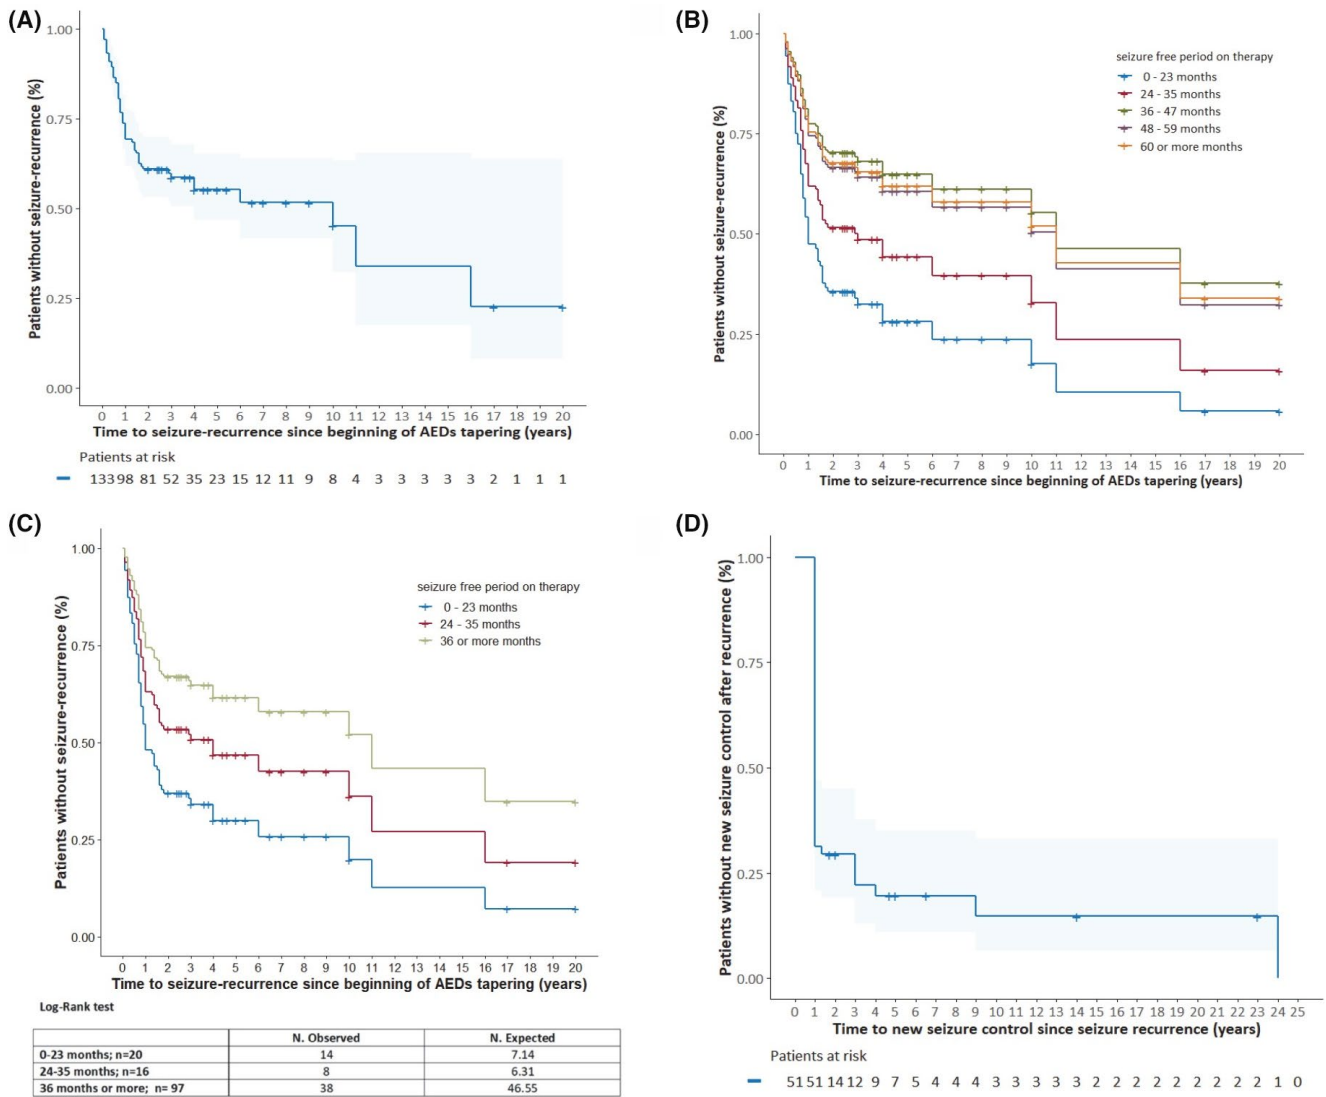 (A)
Patients without seizure-recurrence (%)
1.00
0.75
0.50
0.25
0.00
0 1 2 3 4 5 6 7 8 9 10 11 12 13 14 15 16 17 18 19 20
Time to seizure-recurrence since beginning of AEDs tapering (years)
Patients at risk
133 98 81 52 35 23 15 12 11 9 8 4 3 3 3 3 3 2 1 1 1
(B)
Patients without seizure-recurrence (%)
1.00
0.75
0.50
0.25
0.00
seizure free period on therapy
0 - 23 months
24 - 35 months
36 - 47 months
48 - 59 months
60 or more months
0 1 2 3 4 5 6 7 8 9 10 11 12 13 14 15 16 17 18 19 20
Time to seizure-recurrence since beginning of AEDs tapering (years)
(C)
Patients without seizure-recurrence (%)
1.00
0.75
0.50
0.25
0.00
seizure free period on therapy
0 - 23 months
24 - 35 months
36 or more months
0 1 2 3 4 5 6 7 8 9 10 11 12 13 14 15 16 17 18 19 20
Time to seizure-recurrence since beginning of AEDs tapering (years)
Log-Rank test
N. Observed N. Expected
0-23 months; n=20 14 7.14
24-35 months; n=16 8 6.31
36 months or more; n= 97 38 46.55
(D)
Patients without new seizure control after recurrence (%)
1.00
0.75
0.50
0.25
0.00
0 1 2 3 4 5 6 7 8 9 10 11 12 13 14 15 16 17 18 19 20 21 22 23 24 25
Time to new seizure control since seizure recurrence (years)
Patients at risk
51 51 14 12 9 7 5 4 4 4 3 3 3 3 3 2 2 2 2 2 2 2 2 2 1 0